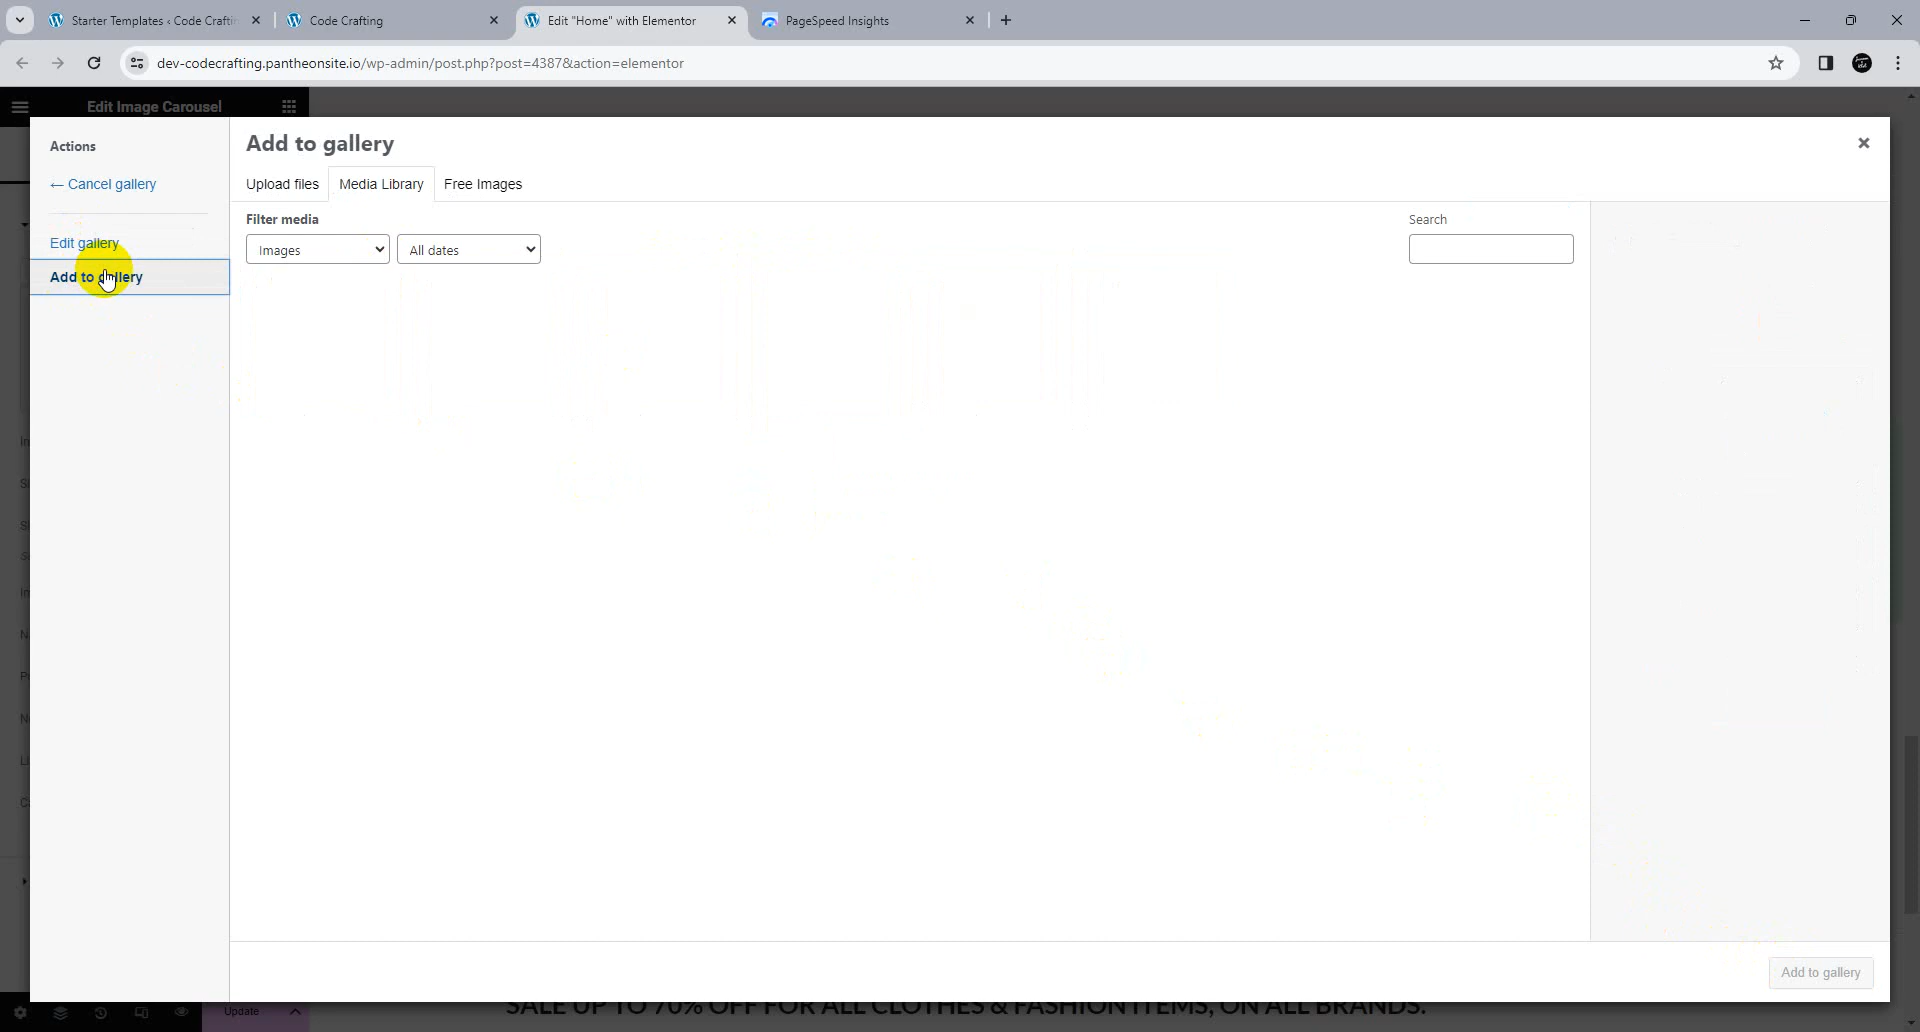 Starter Templates ‹ Code Craftin
Code Crafting
Edit "Home" with Elementor
PageSpeed Insights
dev-codecrafting.pantheonsite.io/wp-admin/post.php?post=4387&action=elementor
Edit Image Carousel
Actions
← Cancel gallery
Edit gallery
Add to gallery
Add to gallery
Upload files
Media Library
Free Images
Filter media
Images
All dates
Search
Add to gallery
Update
SALE UP TO 70% OFF FOR ALL CLOTHES & FASHION ITEMS, ON ALL BRANDS.